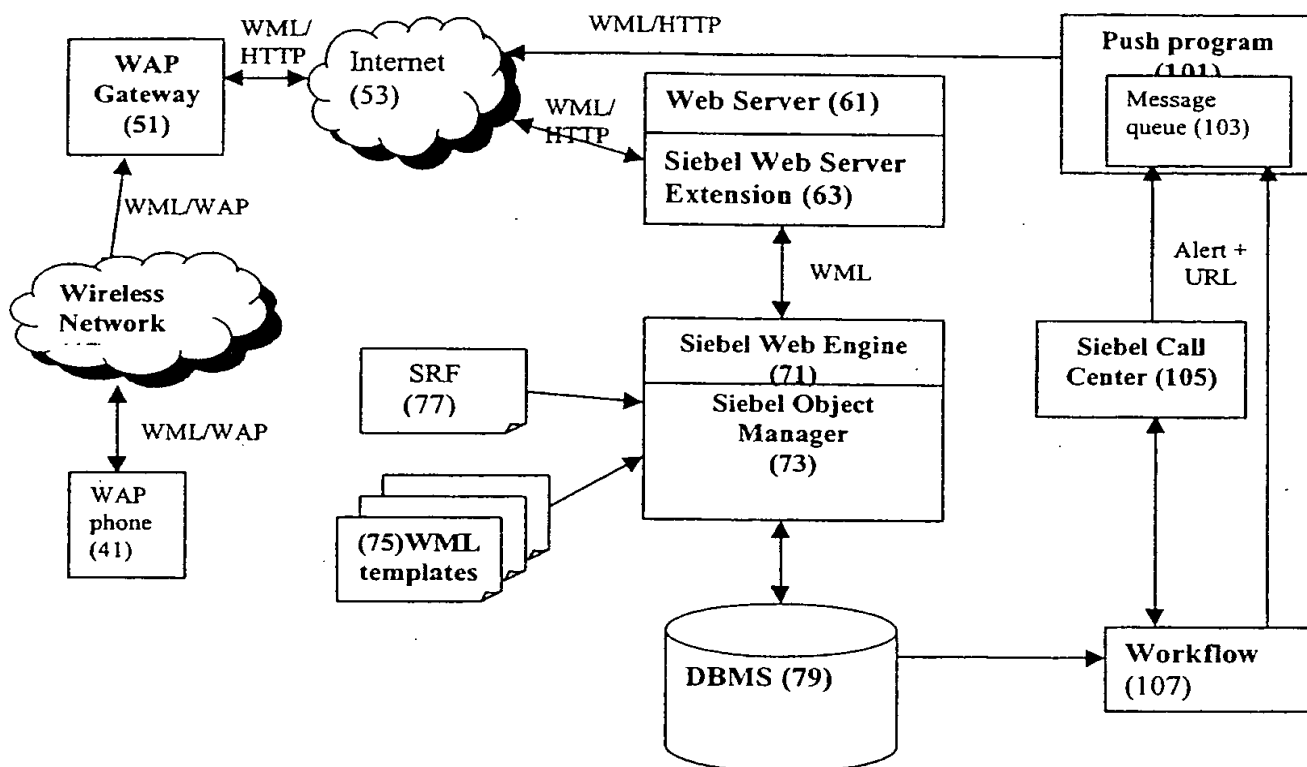 WML/
HTTP
WAP
Gateway
(51)
Internet
(53)
WML/HTTP
Push program
(101)
Message
queue (103)
WML/
HTTP
Web Server (61)
Siebel Web Server
Extension (63)
WML/WAP
WML
Alert +
URL
Wireless
Network
Siebel Web Engine
(71)
Siebel Object
Manager
(73)
Siebel Call
Center (105)
SRF
(77)
WML/WAP
WAP
phone
(41)
(75)WML
templates
DBMS (79)
Workflow
(107)